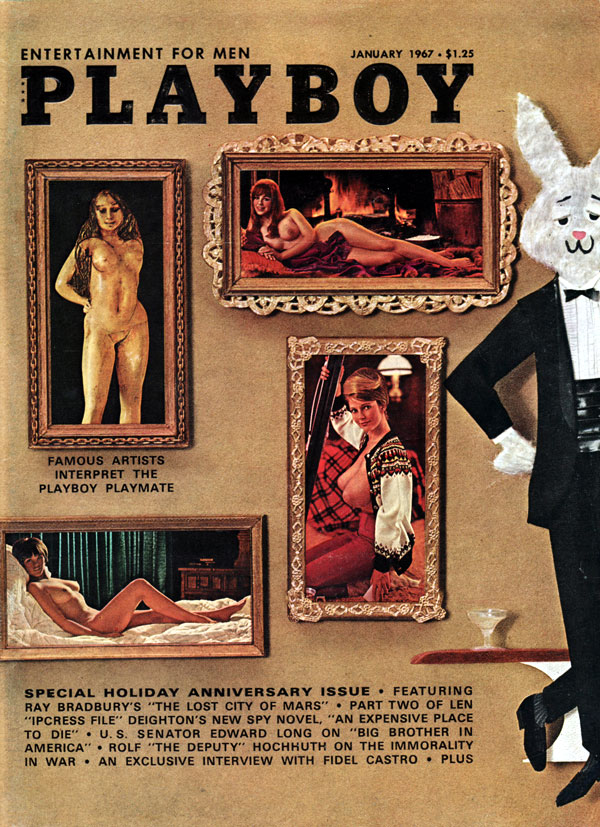 ENTERTAINMENT FOR MEN JANUARY 1967 • $1.25
PLAYBOY
FAMOUS ARTISTS
INTERPRET THE
PLAYBOY PLAYMATE
SPECIAL HOLIDAY ANNIVERSARY ISSUE • FEATURING
RAY BRADBURY'S "THE LOST CITY OF MARS" • PART TWO OF LEN
"IPCRESS FILE" DEIGHTON'S NEW SPY NOVEL, "AN EXPENSIVE PLACE
TO DIE" • U. S. SENATOR EDWARD LONG ON "BIG BROTHER IN
AMERICA" • ROLF "THE DEPUTY" HOCHHUTH ON THE IMMORALITY
IN WAR • AN EXCLUSIVE INTERVIEW WITH FIDEL CASTRO • PLUS